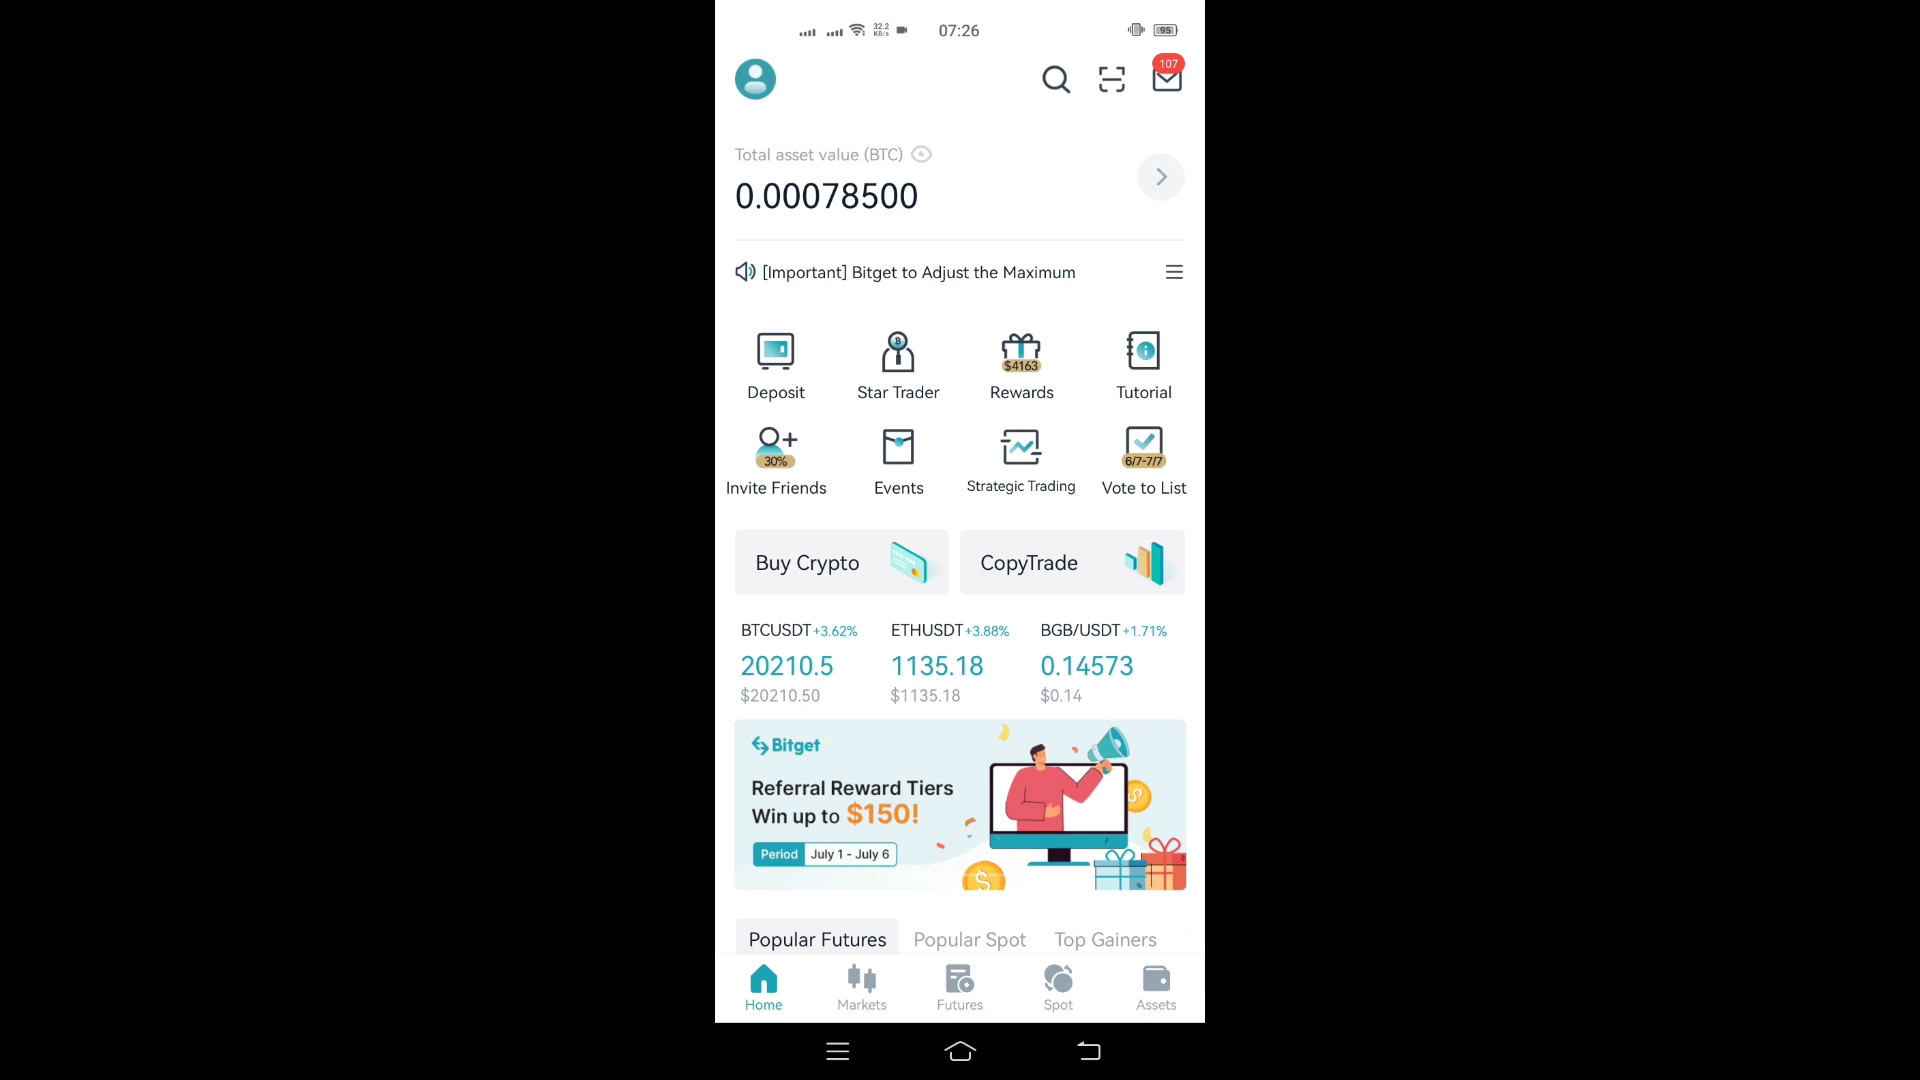 32.2
KB/s
07:26
95
107
Total asset value (BTC)
0.00078500
[Important] Bitget to Adjust the Maximum
$4163
Deposit
Star Trader
Rewards
Tutorial
30%
6/7-7/7
Invite Friends
Events
Strategic Trading
Vote to List
Buy Crypto
CopyTrade
BTCUSDT +3.62%
ETHUSDT +3.88%
BGB/USDT +1.71%
20210.5
1135.18
0.14573
$20210.50
$1135.18
$0.14
Bitget
Referral Reward Tiers
Win up to $150!
Period July 1 - July 6
Popular Futures
Popular Spot
Top Gainers
Home
Markets
Futures
Spot
Assets